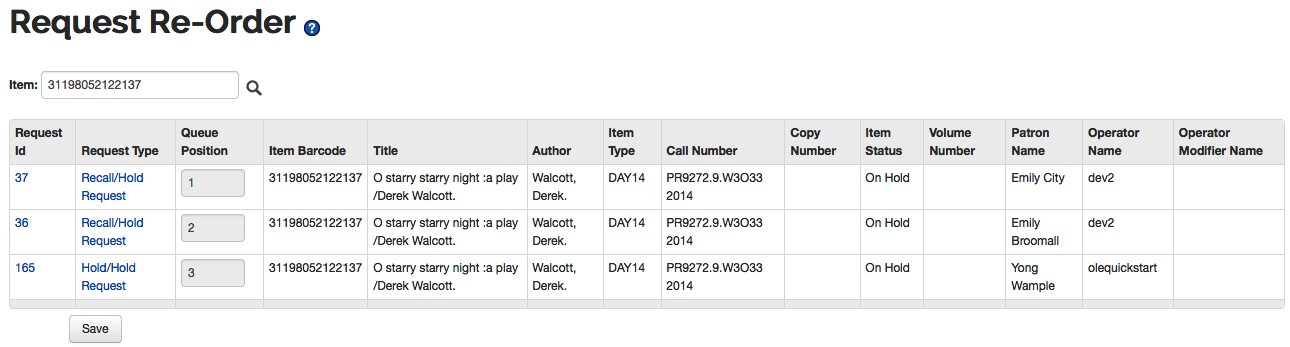 Request Re-Order ?
Item: 31198052122137
Request Id Request Type Queue Position Item Barcode Title Author Item Type Call Number Copy Number Item Status Volume Number Patron Name Operator Name Operator Modifier Name
37 Recall/Hold Request 1 31198052122137 O starry starry night :a play /Derek Walcott. Walcott, Derek. DAY14 PR9272.9.W3O33 2014 On Hold Emily City dev2
36 Recall/Hold Request 2 31198052122137 O starry starry night :a play /Derek Walcott. Walcott, Derek. DAY14 PR9272.9.W3O33 2014 On Hold Emily Broomall dev2
165 Hold/Hold Request 3 31198052122137 O starry starry night :a play /Derek Walcott. Walcott, Derek. DAY14 PR9272.9.W3O33 2014 On Hold Yong Wample olequickstart
Save